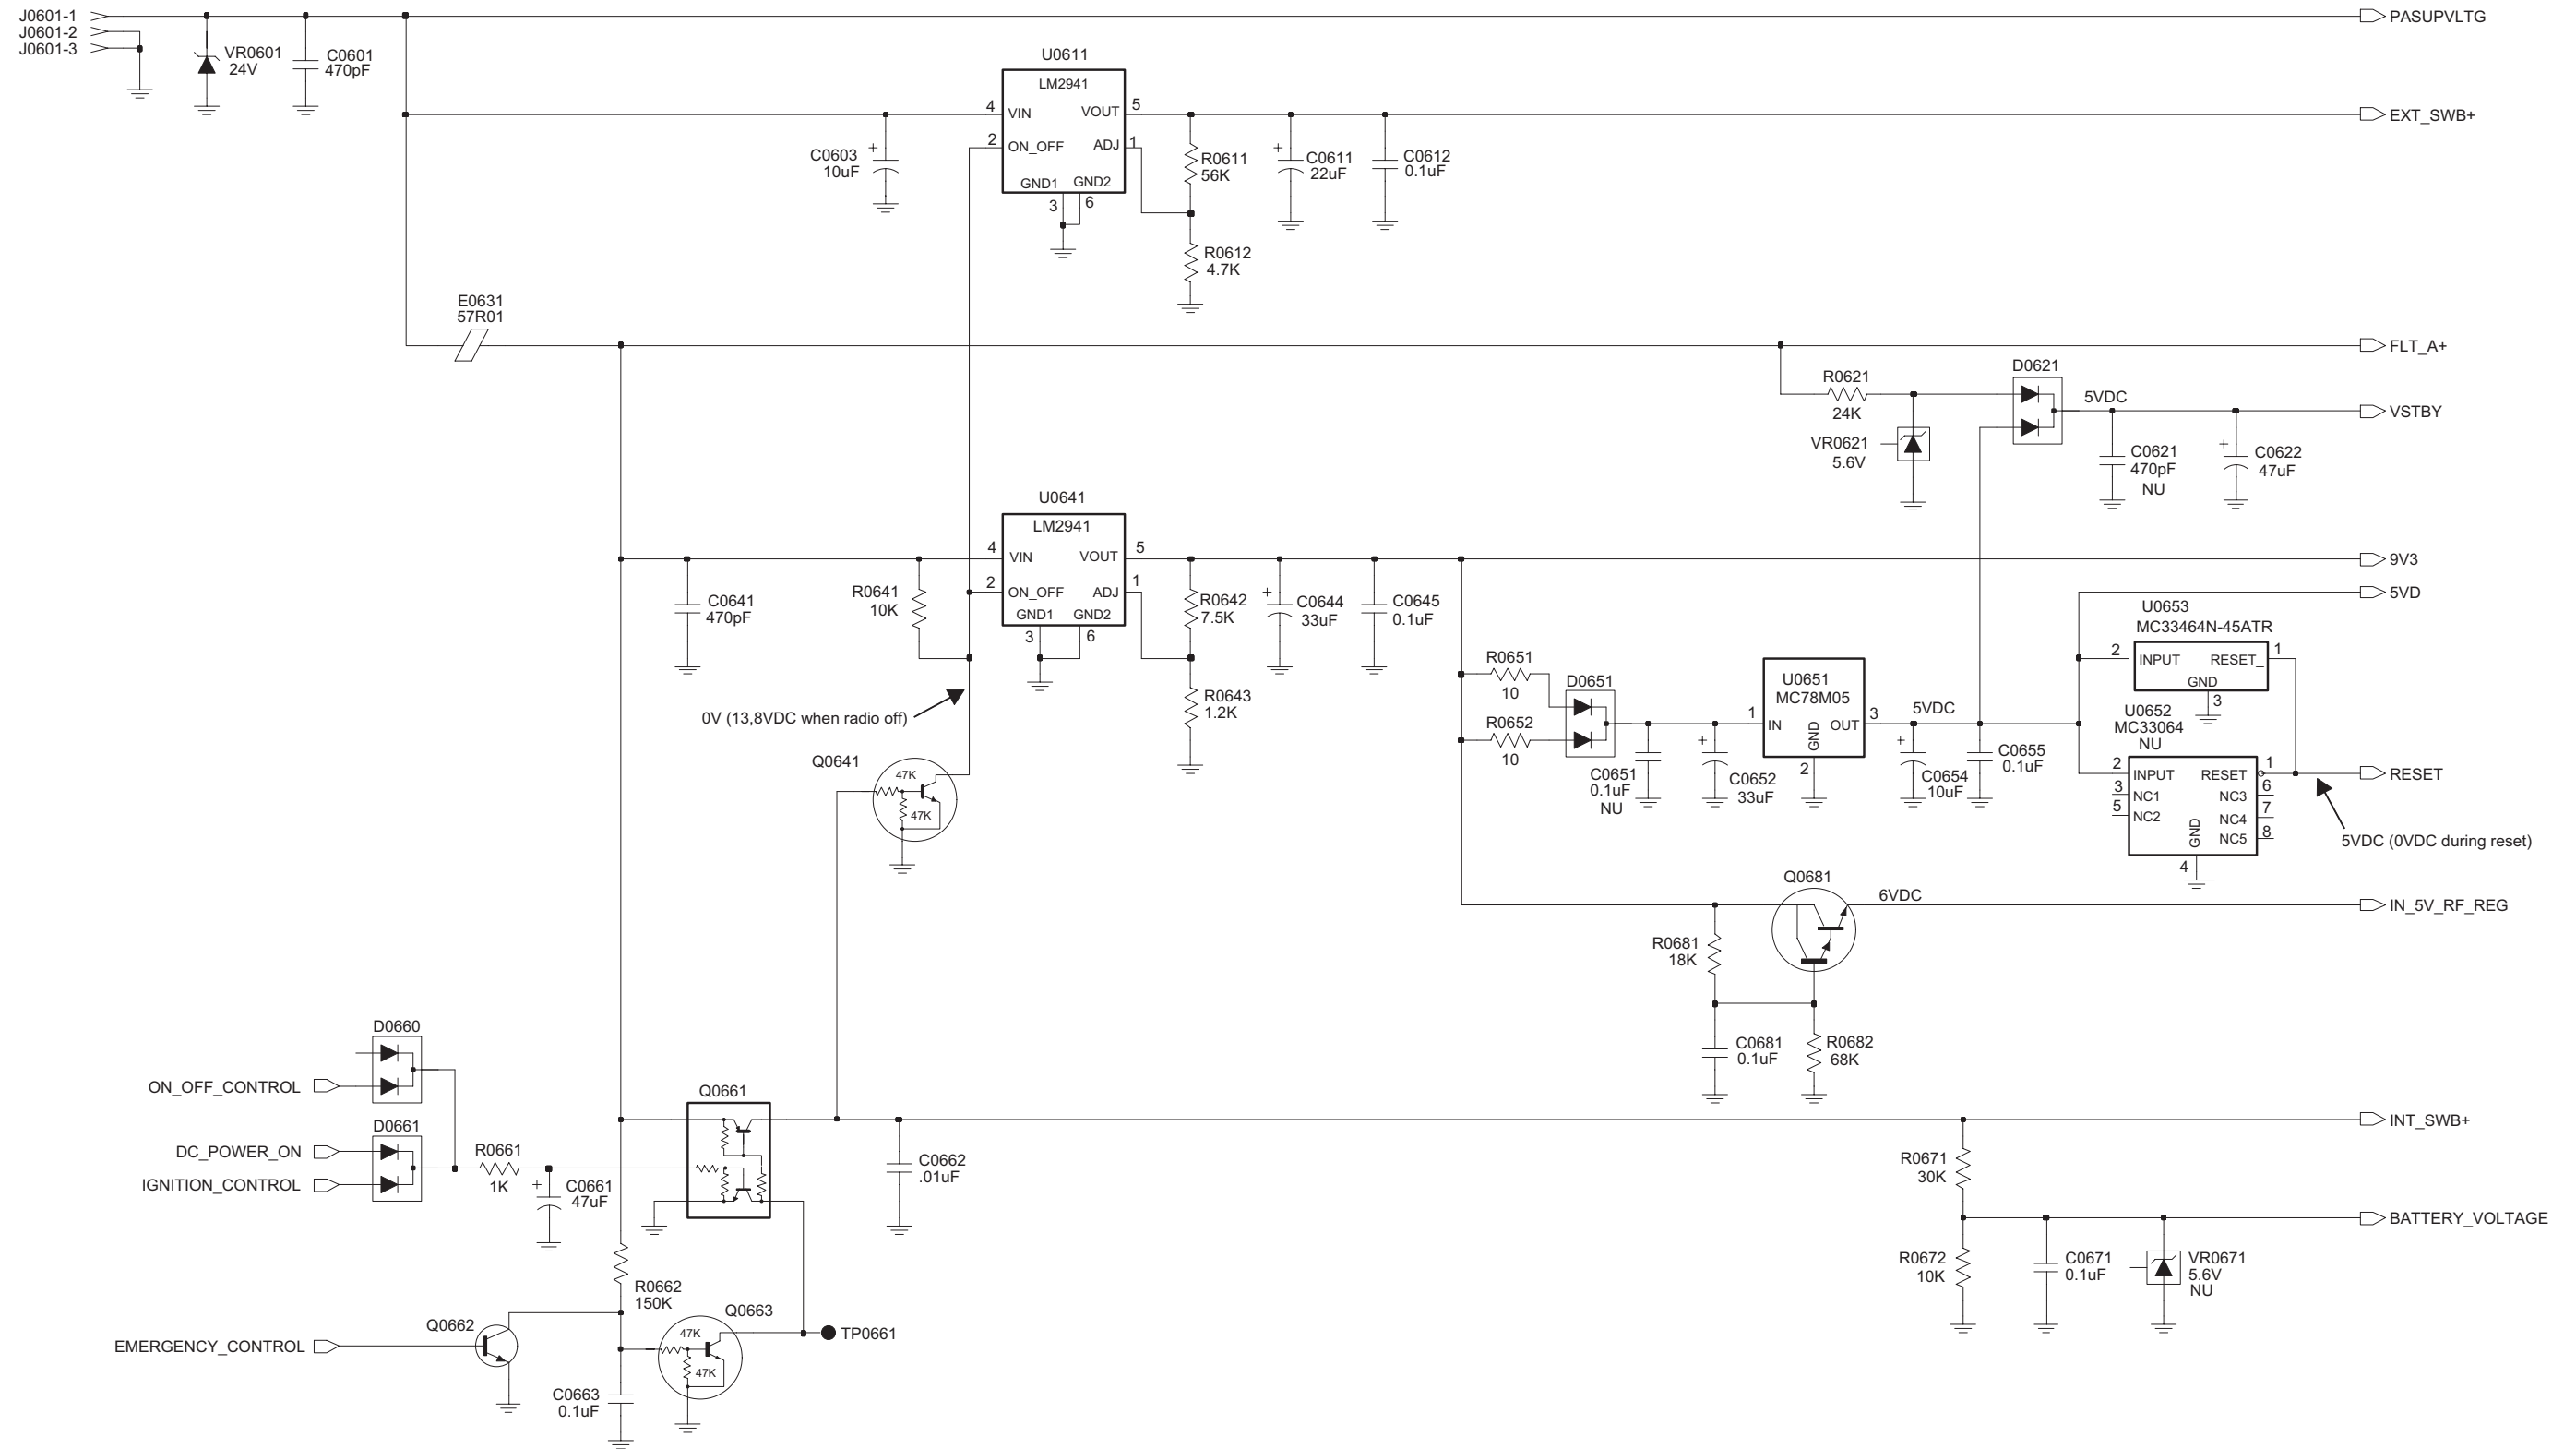 J0601-1
J0601-2
J0601-3
VR0601
24V
C0601
470pF
PASUPVLTG
U0611
LM2941
4
VIN
VOUT
5
2
ON_OFF
ADJ
1
GND1
GND2
3
6
C0603
10uF
+
R0611
56K
+
C0611
22uF
C0612
0.1uF
EXT_SWB+
R0612
4.7K
E0631
57R01
FLT_A+
R0621
24K
D0621
5VDC
VSTBY
VR0621
5.6V
C0621
470pF
NU
+
C0622
47uF
U0641
LM2941
4
VIN
VOUT
5
2
ON_OFF
ADJ
1
GND1
GND2
3
6
C0641
470pF
R0641
10K
R0642
7.5K
+
C0644
33uF
C0645
0.1uF
9V3
5VD
R0643
1.2K
0V (13,8VDC when radio off)
Q0641
47K
47K
R0651
10
R0652
10
D0651
C0651
0.1uF
NU
+
C0652
33uF
U0651
MC78M05
1
IN
OUT
3
GND
2
5VDC
+
C0654
10uF
C0655
0.1uF
U0653
MC33464N-45ATR
2
INPUT
RESET_
1
GND
3
U0652
MC33064
NU
2
INPUT
RESET
1
3
NC1
NC3
6
5
NC2
NC4
7
NC5
8
GND
4
RESET
5VDC (0VDC during reset)
Q0681
6VDC
IN_5V_RF_REG
R0681
18K
C0681
0.1uF
R0682
68K
D0660
ON_OFF_CONTROL
D0661
DC_POWER_ON
IGNITION_CONTROL
R0661
1K
+
C0661
47uF
Q0661
C0662
.01uF
INT_SWB+
R0671
30K
BATTERY_VOLTAGE
R0672
10K
C0671
0.1uF
VR0671
5.6V
NU
R0662
150K
Q0662
EMERGENCY_CONTROL
Q0663
47K
47K
TP0661
C0663
0.1uF